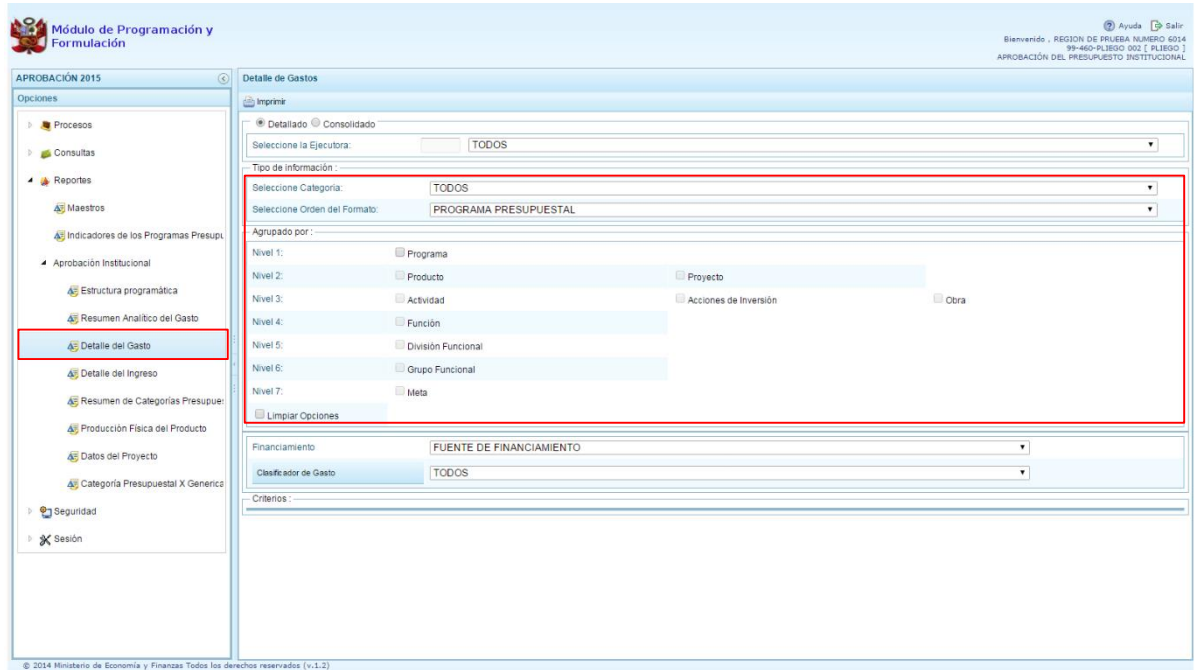 Módulo de Programación y
Formulación
Ayuda Salir
Bienvenido , REGION DE PRUEBA NUMERO 6014
99-460-PLIEGO 002 [ PLIEGO ]
APROBACIÓN DEL PRESUPUESTO INSTITUCIONAL
APROBACIÓN 2015
Opciones
Procesos
Consultas
Reportes
Maestros
Indicadores de los Programas Presupu
Aprobación Institucional
Estructura programática
Resumen Analítico del Gasto
Detalle del Gasto
Detalle del Ingreso
Resumen de Categorías Presupues
Producción Física del Producto
Datos del Proyecto
Categoría Presupuestal X Generica
Seguridad
Sesión
Detalle de Gastos
Imprimir
Detallado Consolidado
Seleccione la Ejecutora: TODOS
Tipo de información :
Seleccione Categoria: TODOS
Seleccione Orden del Formato: PROGRAMA PRESUPUESTAL
Agrupado por :
Nivel 1: Programa
Nivel 2: Producto Proyecto
Nivel 3: Actividad Acciones de Inversión Obra
Nivel 4: Función
Nivel 5: División Funcional
Nivel 6: Grupo Funcional
Nivel 7: Meta
Limpiar Opciones
Financiamiento FUENTE DE FINANCIAMIENTO
Clasificador de Gasto TODOS
Criterios :
© 2014 Ministerio de Economía y Finanzas Todos los derechos reservados (v.1.2)